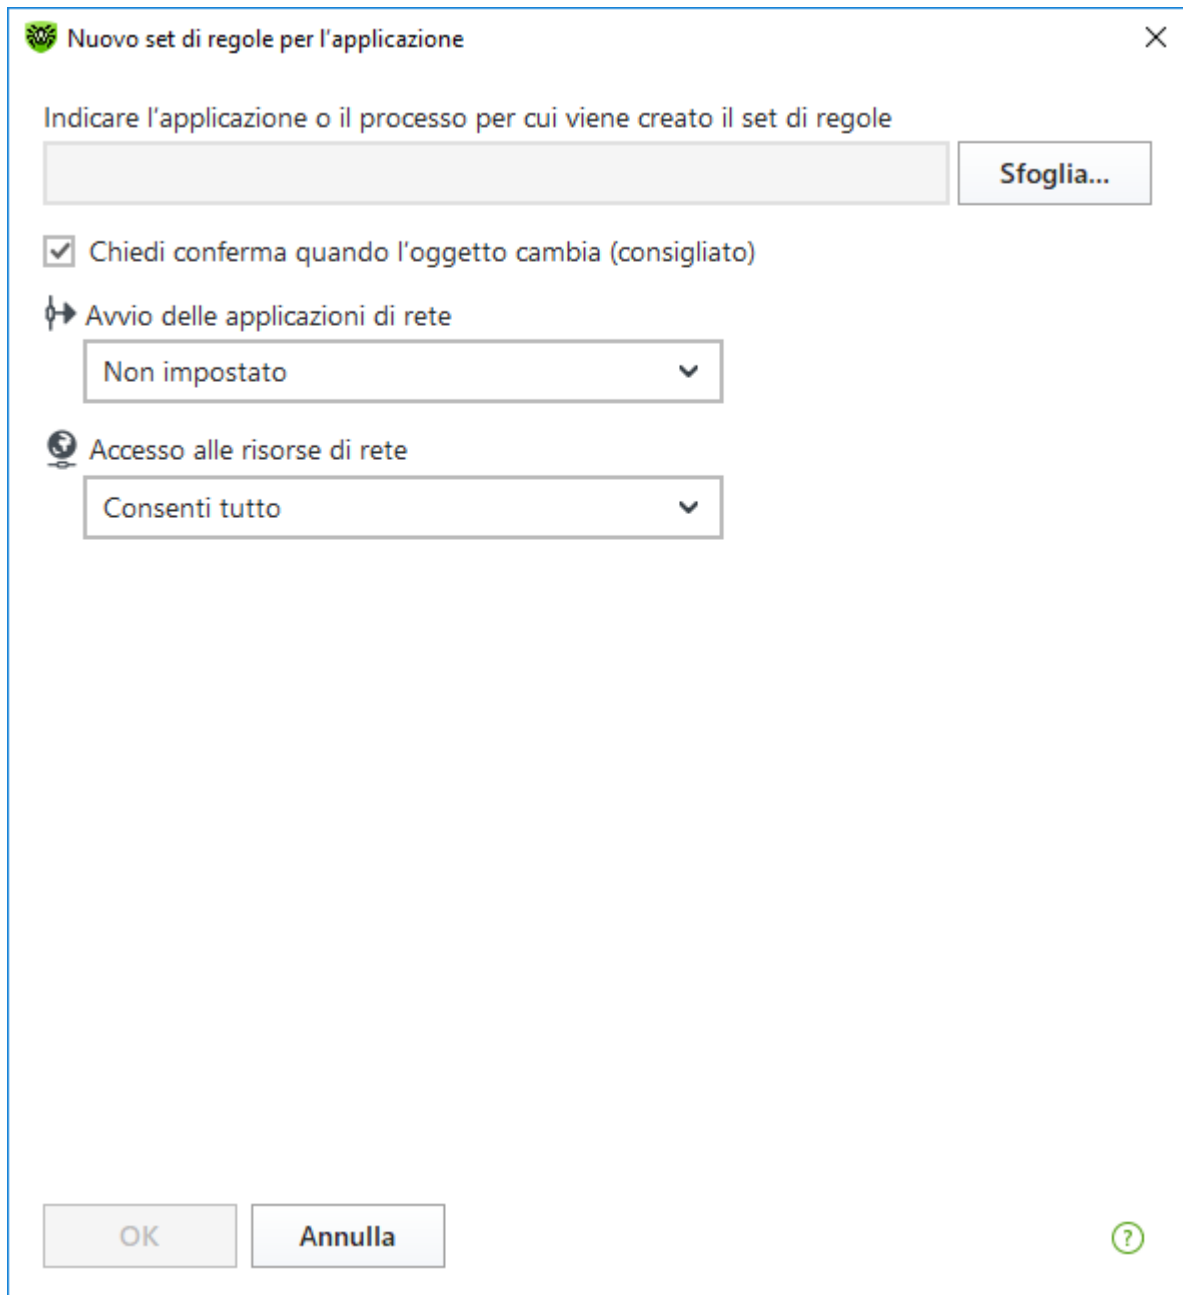 Nuovo set di regole per l'applicazione
Indicare l'applicazione o il processo per cui viene creato il set di regole
Sfoglia...
Chiedi conferma quando l'oggetto cambia (consigliato)
Avvio delle applicazioni di rete
Non impostato
Accesso alle risorse di rete
Consenti tutto
OK
Annulla
?